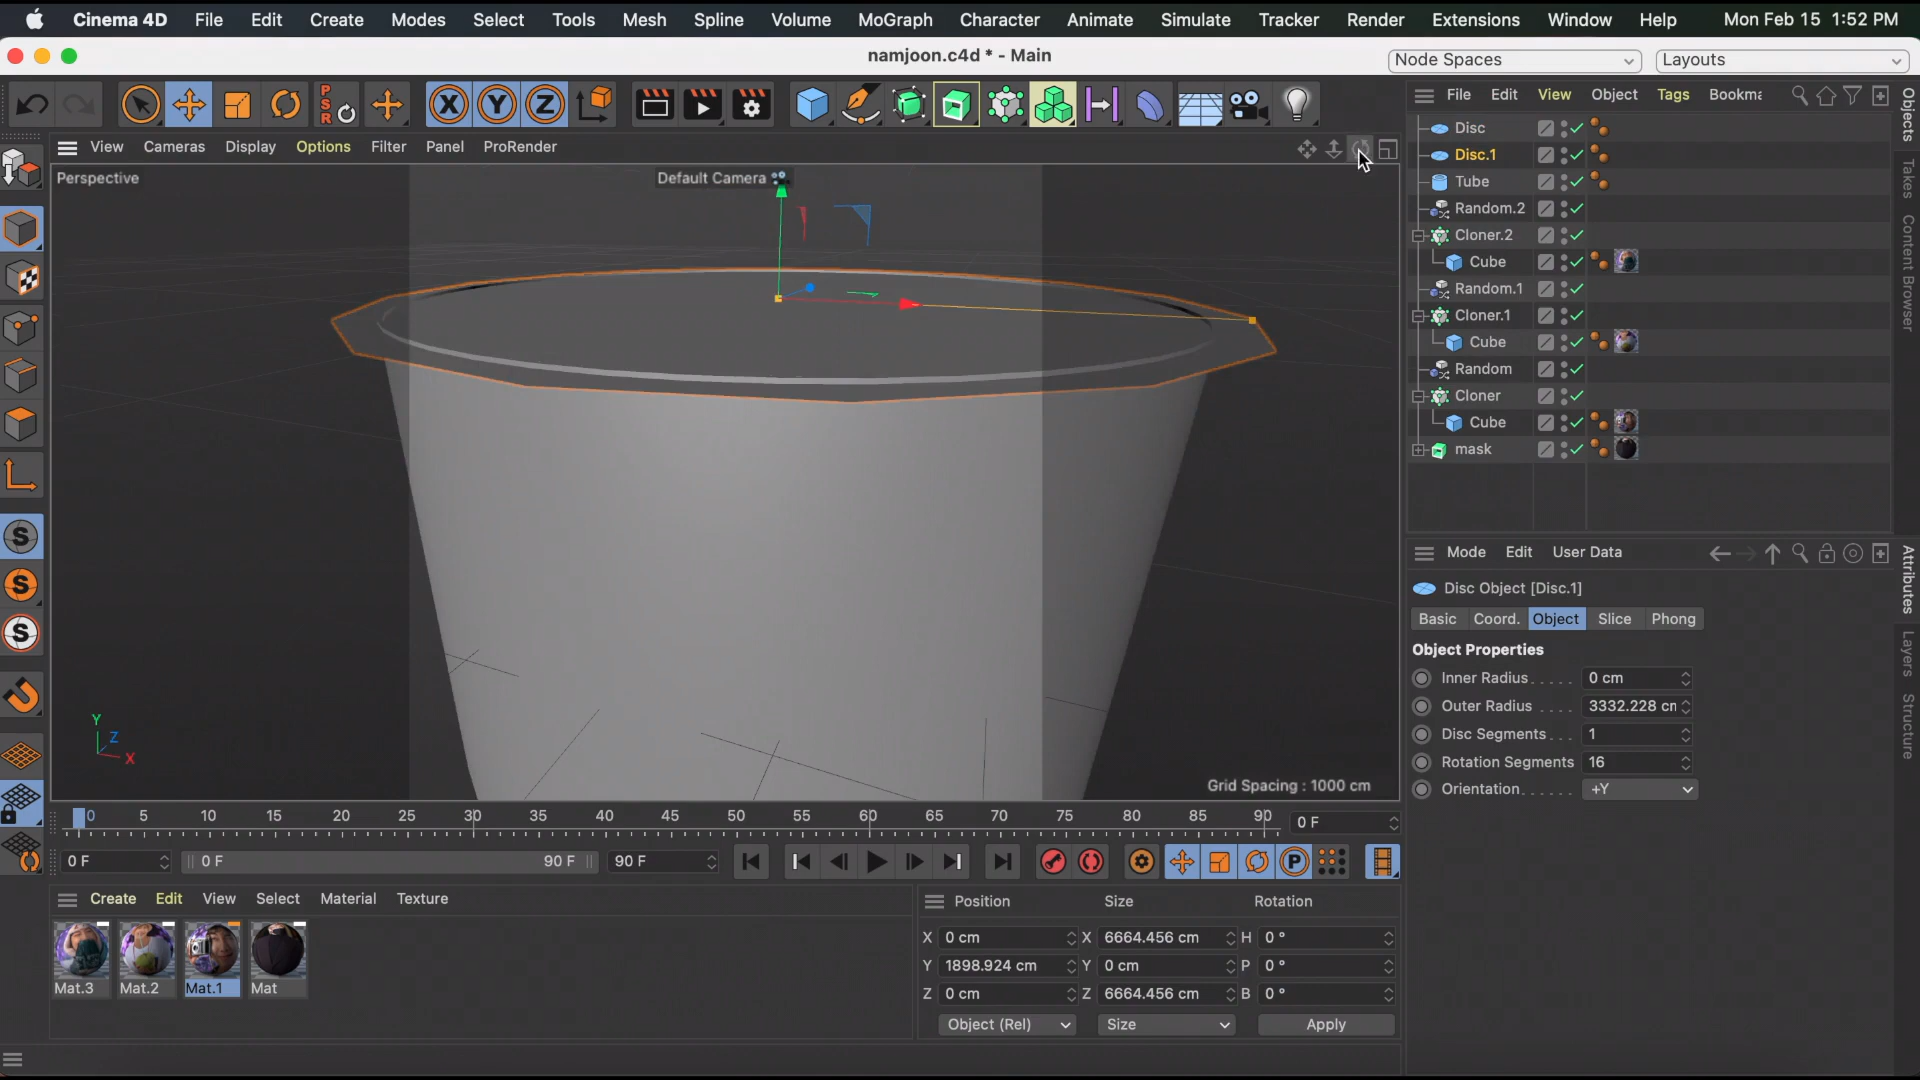 Cinema 4D File Edit Create Modes Select Tools Mesh Spline Volume MoGraph Character Animate Simulate Tracker Render Extensions Window Help Mon Feb 15 1:52 PM
namjoon.c4d * - Main
Node Spaces Layouts
File Edit View Object Tags Bookma
View Cameras Display Options Filter Panel ProRender
Perspective
Default Camera
Disc
Disc.1
Tube
Random.2
Cloner.2
Cube
Random.1
Cloner.1
Cube
Random
Cloner
Cube
mask
Objects
Takes
Content Browser
PSR
X Y Z
S
S
S
Y
Z
X
Grid Spacing : 1000 cm
Mode Edit User Data
Disc Object [Disc.1]
Basic Coord. Object Slice Phong
Object Properties
Inner Radius..... 0 cm
Outer Radius .... 3332.228 cm
Disc Segments... 1
Rotation Segments 16
Orientation...... +Y
Attributes
Layers
Structure
0 5 10 15 20 25 30 35 40 45 50 55 60 65 70 75 80 85 90 0 F
0 F 0 F 90 F 90 F P
Create Edit View Select Material Texture
Mat.3 Mat.2 Mat.1 Mat
Position Size Rotation
X 0 cm X 6664.456 cm H 0 °
Y 1898.924 cm Y 0 cm P 0 °
Z 0 cm Z 6664.456 cm B 0 °
Object (Rel) Size Apply